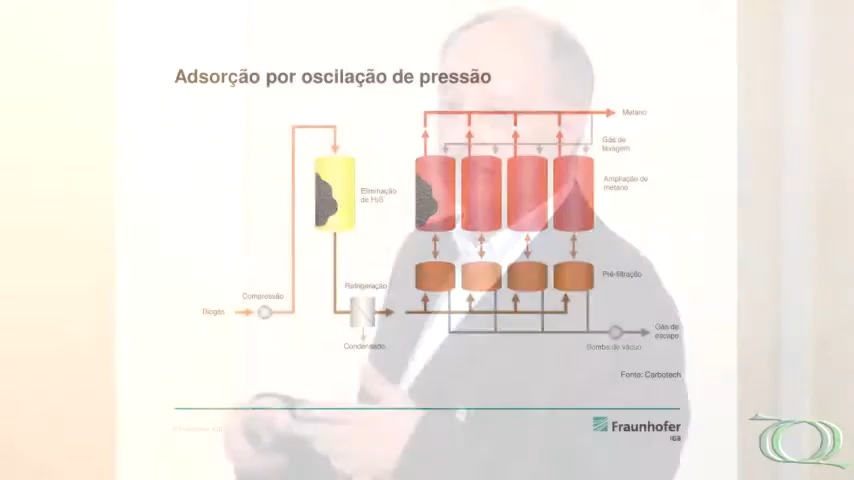 Adsorção por oscilação de pressão
Metano
Gás de
lavagem
Eliminação
de H₂S
Ampliação de
metano
Pré-filtração
Refrigeração
Compressão
Biogás
Condensado
Gás de
escape
Bomba de vácuo
Fonte: Carbotech
Fraunhofer
IGB